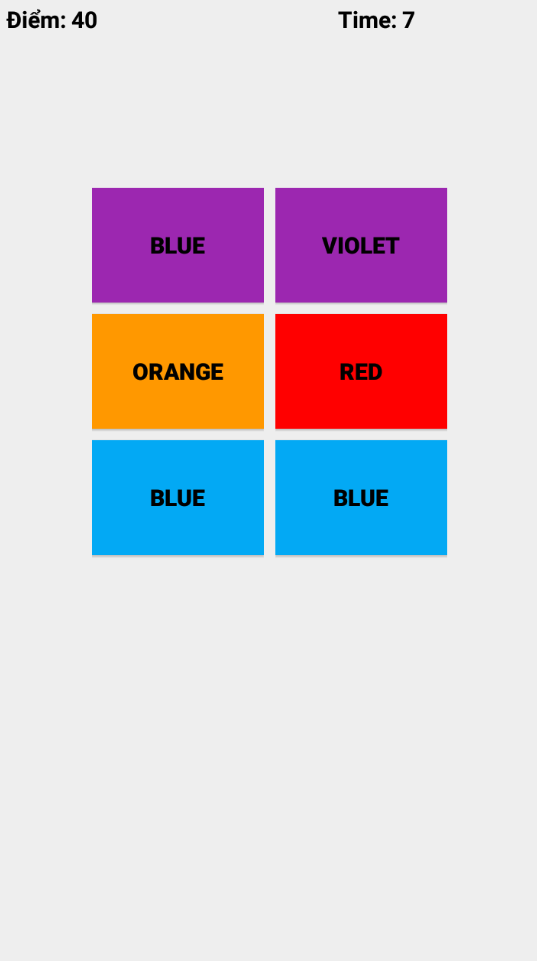 Điểm: 40
Time: 7
BLUE
VIOLET
ORANGE
RED
BLUE
BLUE